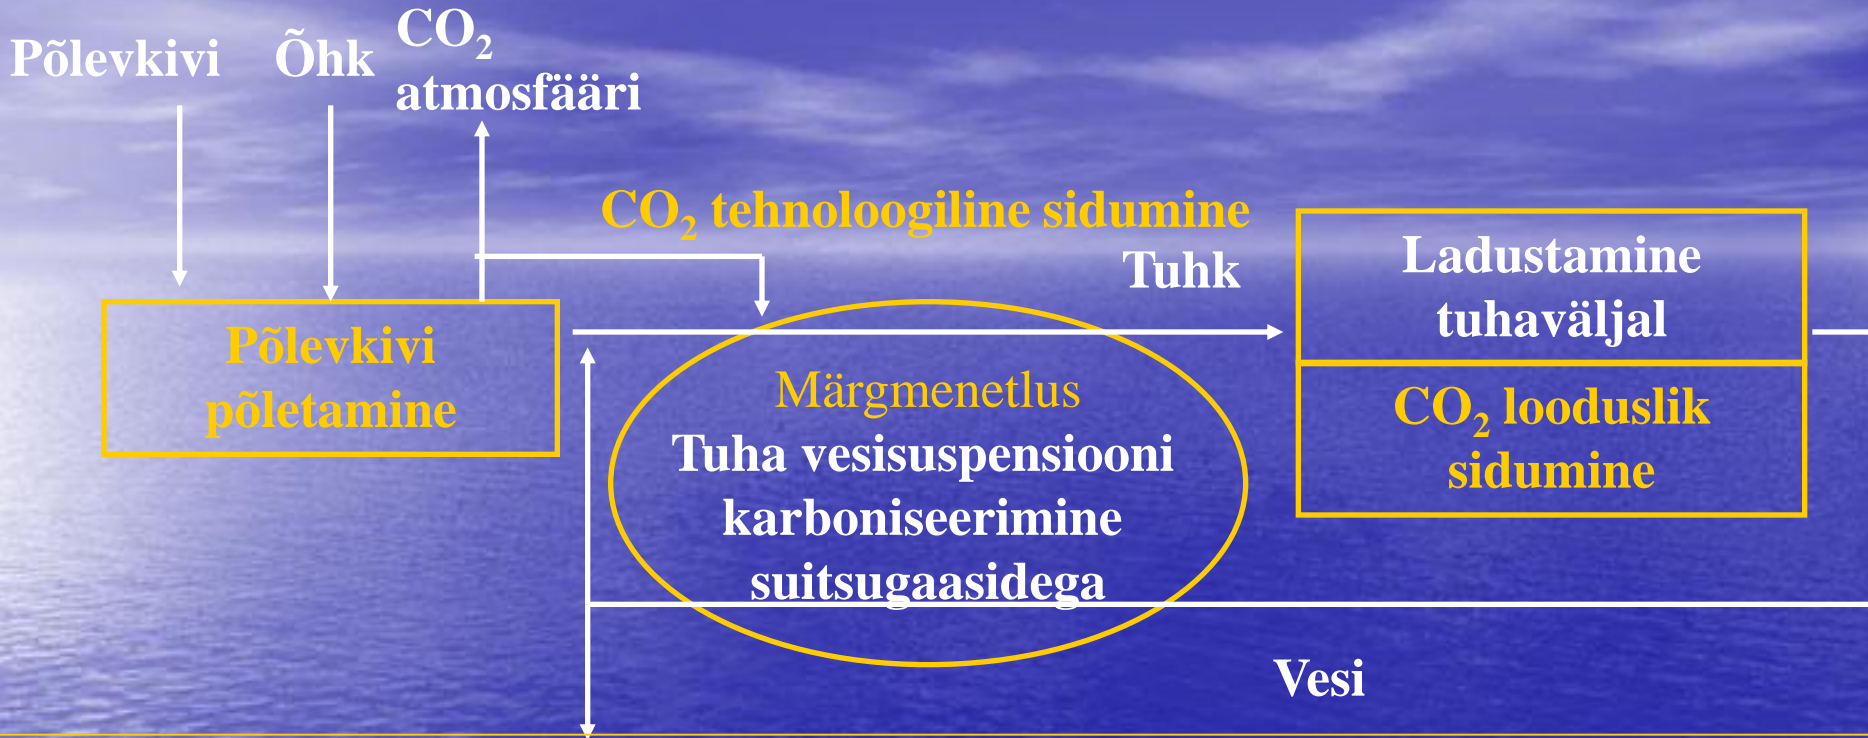 Põlevkivi
Õhk
CO₂
atmosfääri
CO₂ tehnoloogiline sidumine
Tuhk
Põlevkivi
põletamine
Märgmenetlus
Tuha vesisuspensiooni
karboniseerimine
suitsugaasidega
Ladustamine
tuhaväljal
CO₂ looduslik
sidumine
Vesi